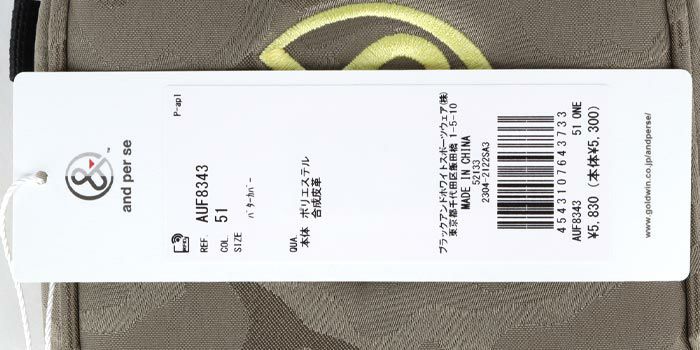 and per se
™
P-apl
REF. AUF8343
COL. 51
SIZE
パターカバー
QUA.
本体 ポリエステル
合成皮革
ブラックアンドホワイトスポーツウェア(株)
東京都千代田区飯田橋 1-5-10
MADE IN CHINA
52133
2304-2122SA3
4543107643733
AUF8343 51 ONE
¥5,830 (本体¥5,300)
www.goldwin.co.jp/andperse/